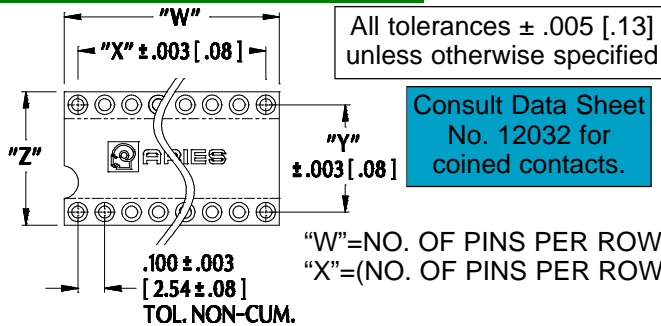 "W"
"X" ±.003 [.08]
All tolerances ± .005 [.13]
unless otherwise specified
Consult Data Sheet
No. 12032 for
coined contacts.
"Z"
ARIES
"Y"
±.003 [.08]
"W"=NO. OF PINS PER ROW
"X"=(NO. OF PINS PER ROW
.100 ±.003
[2.54 ±.08]
TOL. NON-CUM.